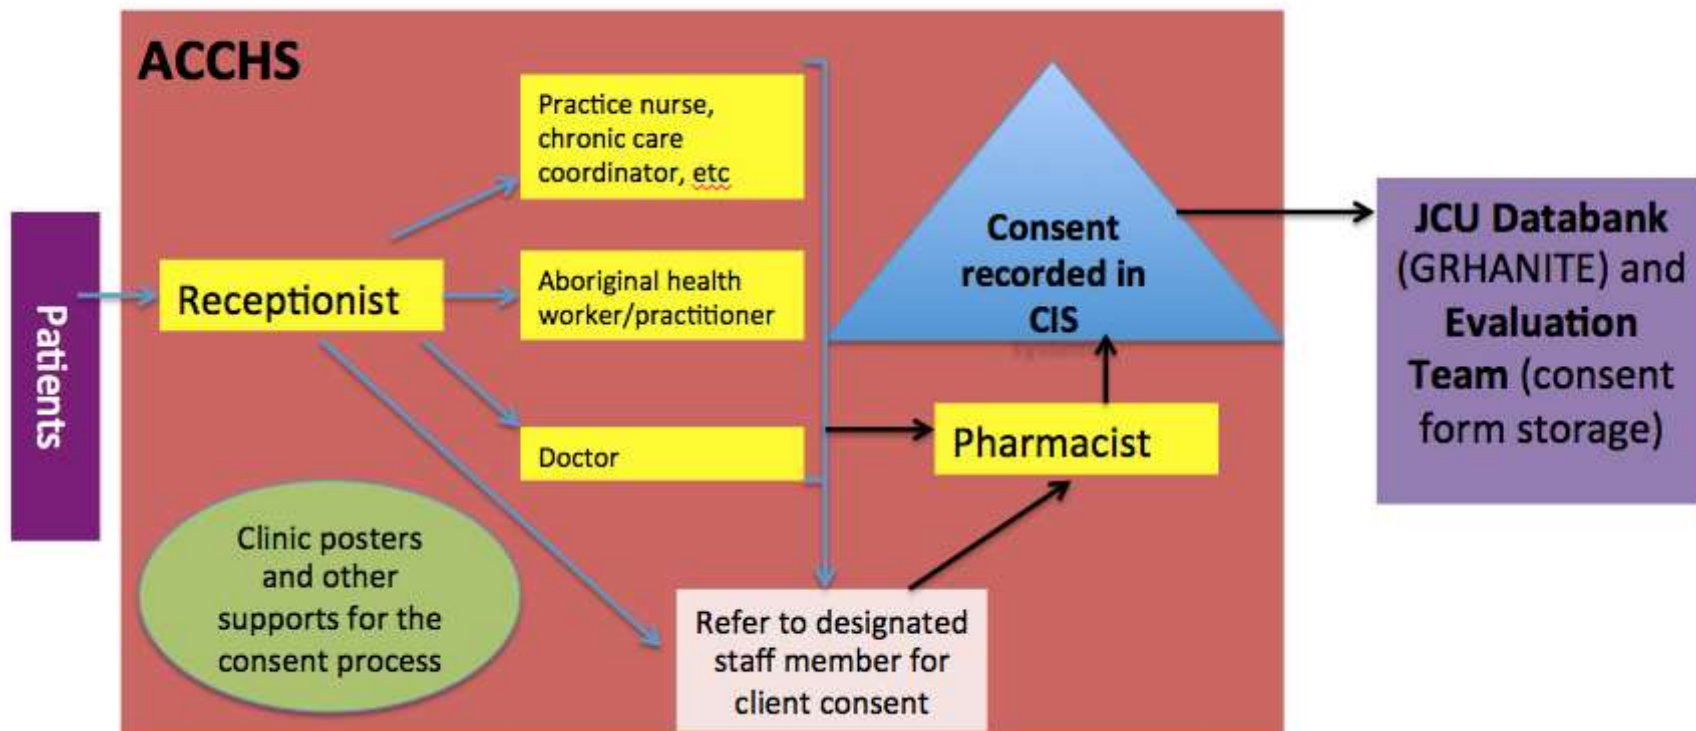 ACCHS
Patients
Receptionist
Practice nurse,
chronic care
coordinator, etc
Aboriginal health
worker/practitioner
Doctor
Clinic posters
and other
supports for the
consent process
Refer to designated
staff member for
client consent
Pharmacist
Consent
recorded in
CIS
JCU Databank
(GRHANITE) and
Evaluation
Team (consent
form storage)